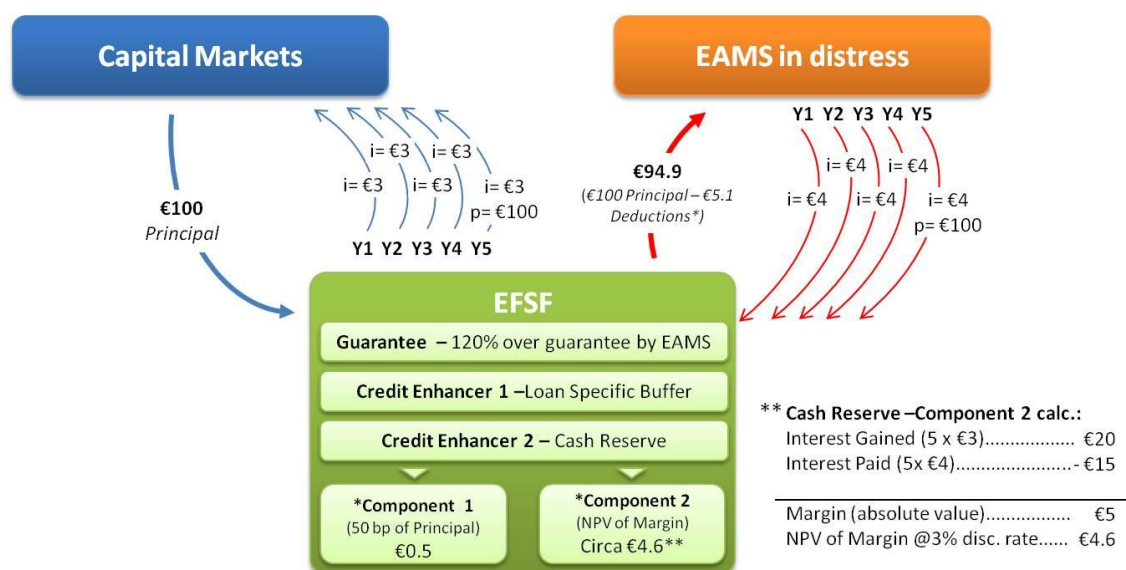 Capital Markets
EAMS in distress
€100
Principal
i= €3
i= €3
i= €3
i= €3
i= €3
p= €100
Y1 Y2 Y3 Y4 Y5
€94.9
(€100 Principal – €5.1
Deductions*)
Y1 Y2 Y3 Y4 Y5
i= €4
i= €4
i= €4
i= €4
i= €4
p= €100
EFSF
Guarantee – 120% over guarantee by EAMS
Credit Enhancer 1 –Loan Specific Buffer
Credit Enhancer 2 – Cash Reserve
*Component 1
(50 bp of Principal)
€0.5
*Component 2
(NPV of Margin)
Circa €4.6**
** Cash Reserve –Component 2 calc.:
Interest Gained (5 x €3).................. €20
Interest Paid (5x €4).......................- €15
Margin (absolute value)................. €5
NPV of Margin @3% disc. rate...... €4.6